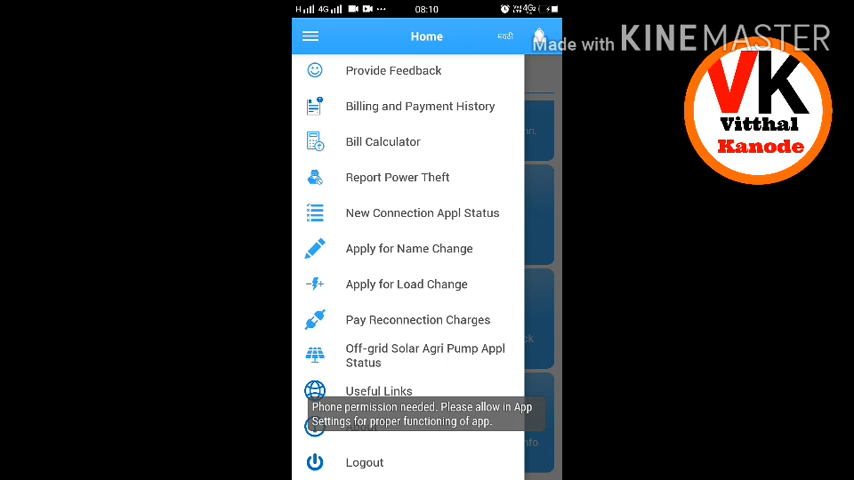 H 4G 08:10 4G
Home
मराठी
Made with KINEMASTER
VK
Vitthal
Kanode
Provide Feedback
Billing and Payment History
Bill Calculator
Report Power Theft
New Connection Appl Status
Apply for Name Change
Apply for Load Change
Pay Reconnection Charges
Off-grid Solar Agri Pump Appl
Status
Useful Links
Phone permission needed. Please allow in App
Settings for proper functioning of app.
Logout